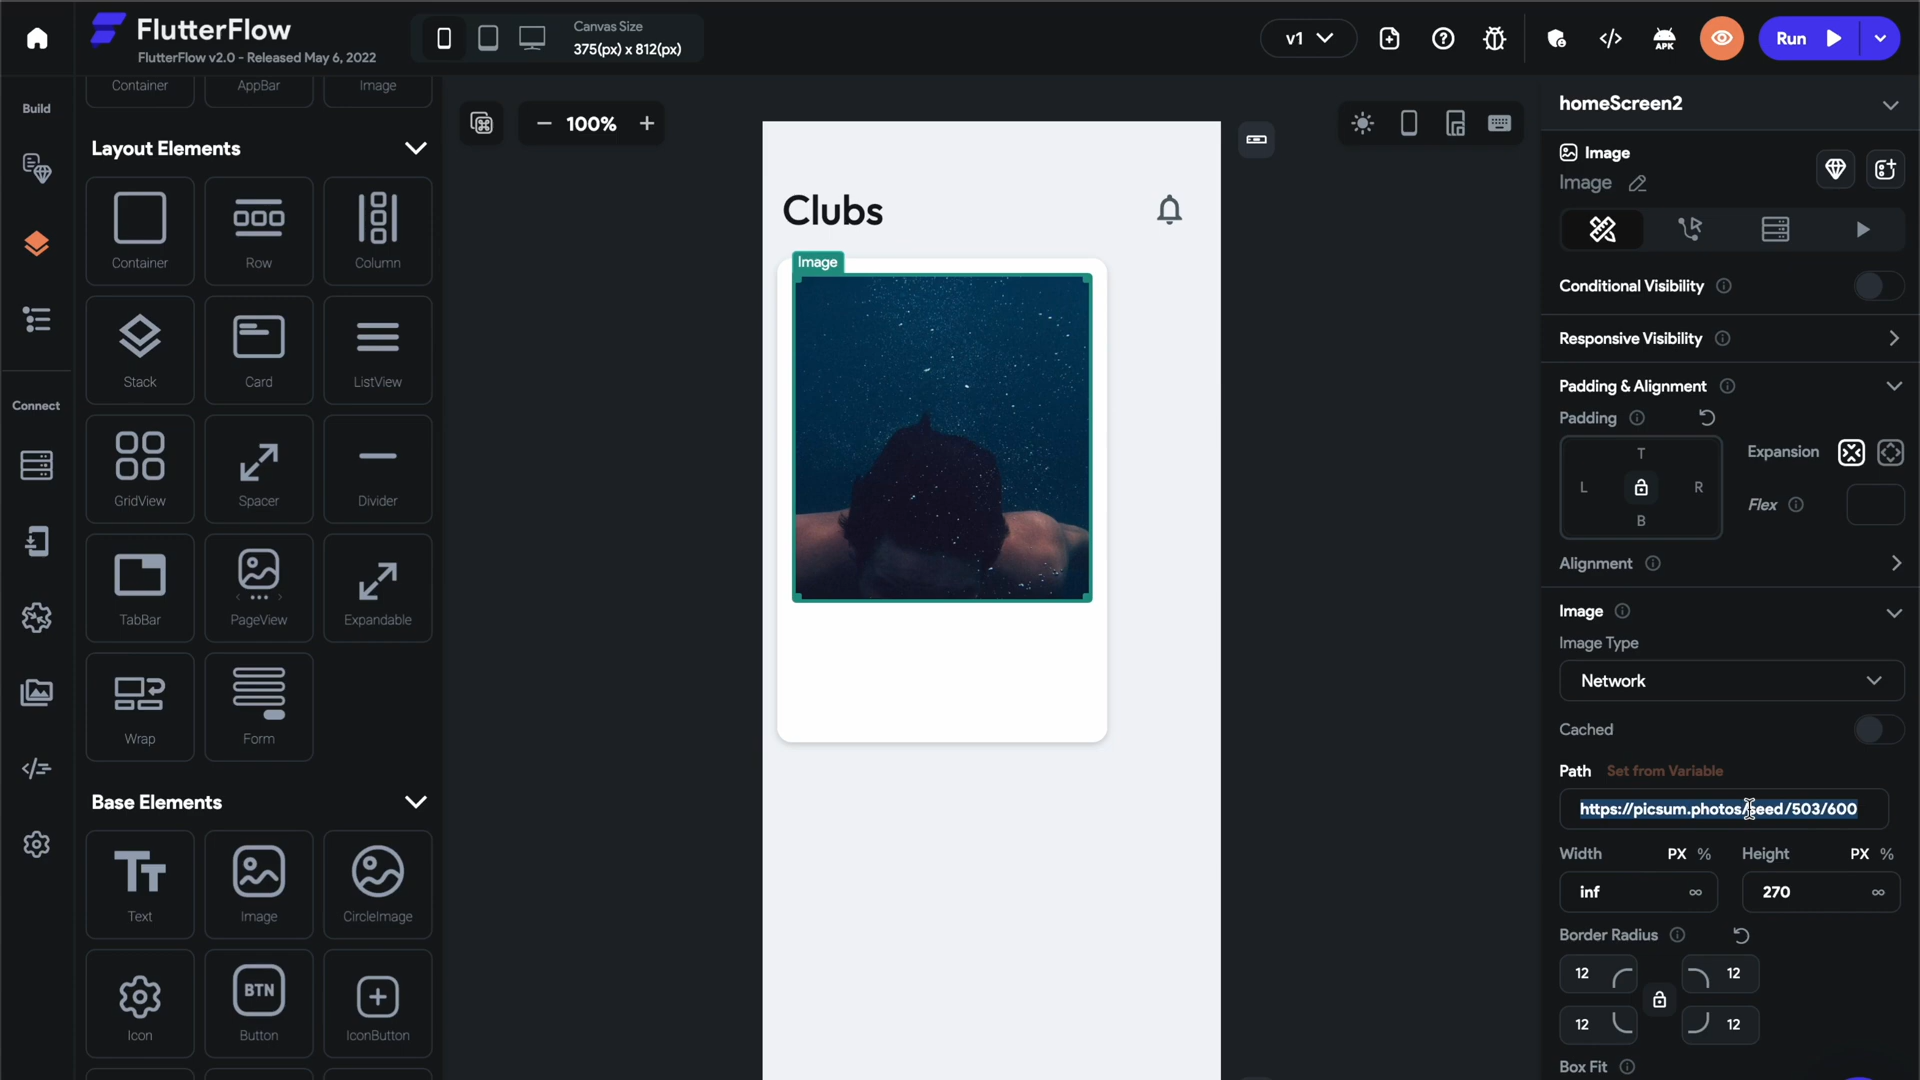 FlutterFlow
FlutterFlow v2.0 - Released May 6, 2022
Canvas Size
375(px) x 812(px)
v1
APK
Run
Build
Connect
Container
AppBar
Image
Layout Elements
Container
Row
Column
Stack
Card
ListView
GridView
Spacer
Divider
TabBar
PageView
Expandable
Wrap
Form
Base Elements
Text
Image
CircleImage
Icon
BTN
Button
IconButton
100%
Clubs
Image
homeScreen2
Image
Image
Conditional Visibility
Responsive Visibility
Padding & Alignment
Padding
T
L
R
B
Expansion
Flex
Alignment
Image
Image Type
Network
Cached
Path Set from Variable
https://picsum.photos/seed/503/600
Width PX % Height PX %
inf ∞ 270 ∞
Border Radius
12 12
12 12
Box Fit